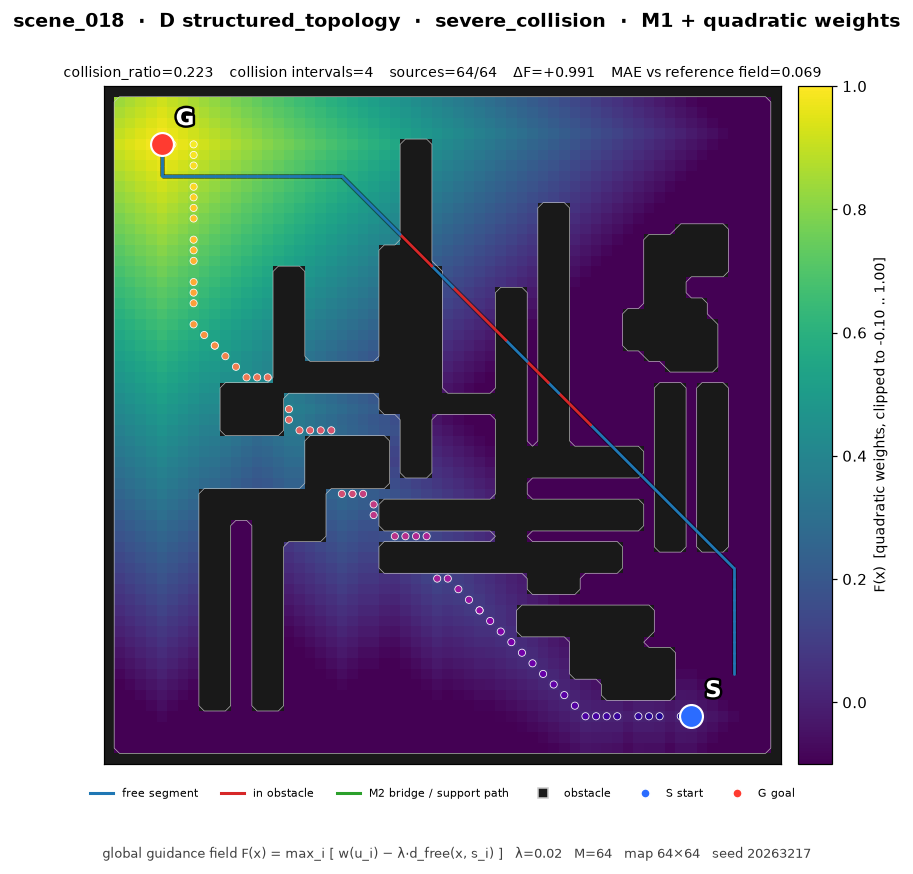 scene_018 · D structured_topology · severe_collision · M1 + quadratic weights
collision_ratio=0.223 collision intervals=4 sources=64/64 ΔF=+0.991 MAE vs reference field=0.069
G
S
1.0
0.8
0.6
0.4
0.2
0.0
F(x) [quadratic weights, clipped to -0.10 .. 1.00]
free segment
in obstacle
M2 bridge / support path
obstacle
S start
G goal
global guidance field F(x) = max_i [ w(u_i) − λ·d_free(x, s_i) ] λ=0.02 M=64 map 64×64 seed 20263217